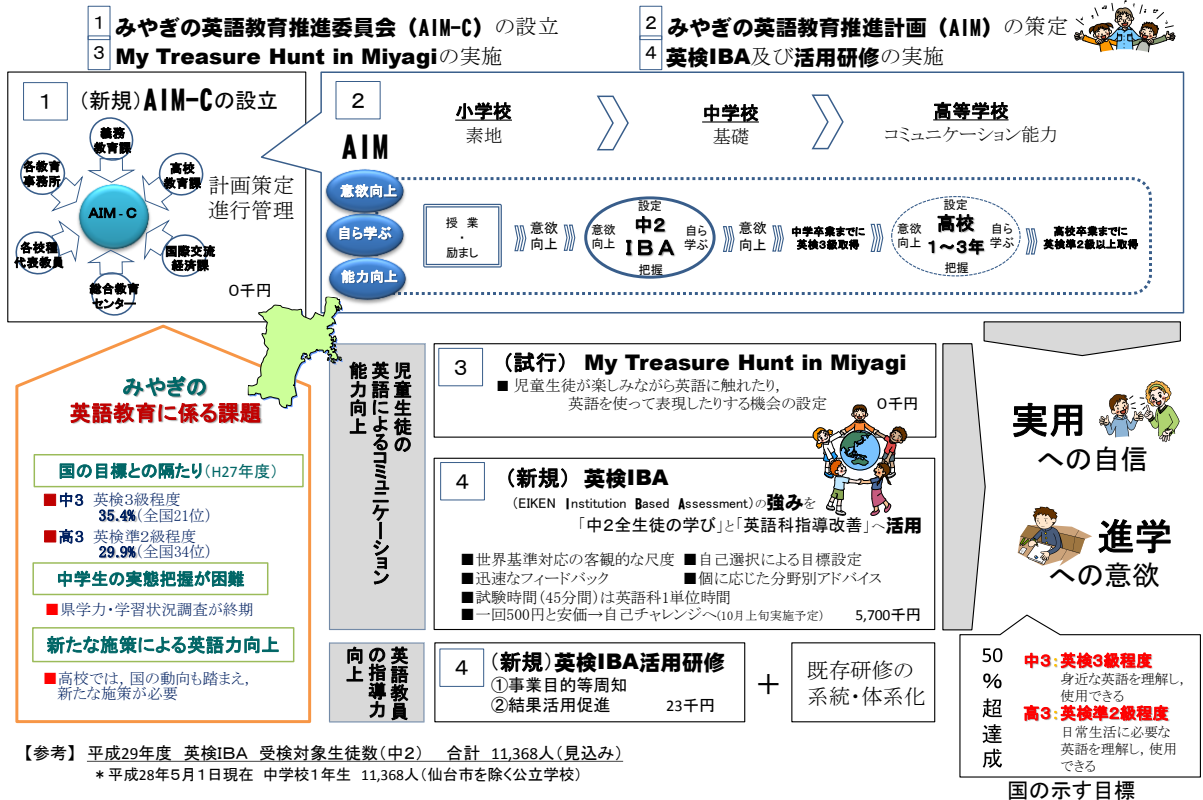 1 みやぎの英語教育推進委員会（AIM-C）の設立
2 みやぎの英語教育推進計画（AIM）の策定
3 My Treasure Hunt in Miyagiの実施
4 英検IBA及び活用研修の実施
1 （新規）AIM-Cの設立
義務
教育課
各教育
事務所
高校
教育課
AIM-C
各校種
代表教員
国際交流
経済課
総合教育
センター
計画策定
進行管理
0千円
2
AIM
意欲向上
自ら学ぶ
能力向上
小学校
素地
中学校
基礎
高等学校
コミュニケーション能力
授 業
・
励まし
意欲
向上
設定
意欲
向上
中２
ＩＢＡ
自ら
学ぶ
把握
意欲
向上
中学卒業までに
英検3級取得
設定
意欲
向上
高校
1～3年
自ら
学ぶ
把握
高校卒業までに
英検準2級以上取得
みやぎの
英語教育に係る課題
国の目標との隔たり(H27年度)
■中3 英検3級程度
35.4%(全国21位)
■高3 英検準2級程度
29.9%(全国34位)
中学生の実態把握が困難
■県学力・学習状況調査が終期
新たな施策による英語力向上
■高校では，国の動向も踏まえ，
新たな施策が必要
児童生徒の
英語によるコミュニケーション
能力向上
3 （試行） My Treasure Hunt in Miyagi
■ 児童生徒が楽しみながら英語に触れたり，
英語を使って表現したりする機会の設定
0千円
4 （新規） 英検IBA
(EIKEN Institution Based Assessment)の強みを
「中２全生徒の学び」と「英語科指導改善」へ活用
■世界基準対応の客観的な尺度 ■自己選択による目標設定
■迅速なフィードバック ■個に応じた分野別アドバイス
■試験時間（45分間）は英語科1単位時間
■一回500円と安価→自己チャレンジへ(10月上旬実施予定) 5,700千円
英語教員
の指導力
向上
4 （新規）英検IBA活用研修
①事業目的等周知
②結果活用促進 23千円
＋
既存研修の
系統・体系化
実用
への自信
進学
への意欲
50
％
超
達
成
中3:英検3級程度
身近な英語を理解し，
使用できる
高3:英検準2級程度
日常生活に必要な
英語を理解し，使用
できる
国の示す目標
【参考】 平成29年度 英検IBA 受検対象生徒数（中２） 合計 11,368人（見込み）
＊平成28年５月１日現在 中学校１年生 11,368人（仙台市を除く公立学校）